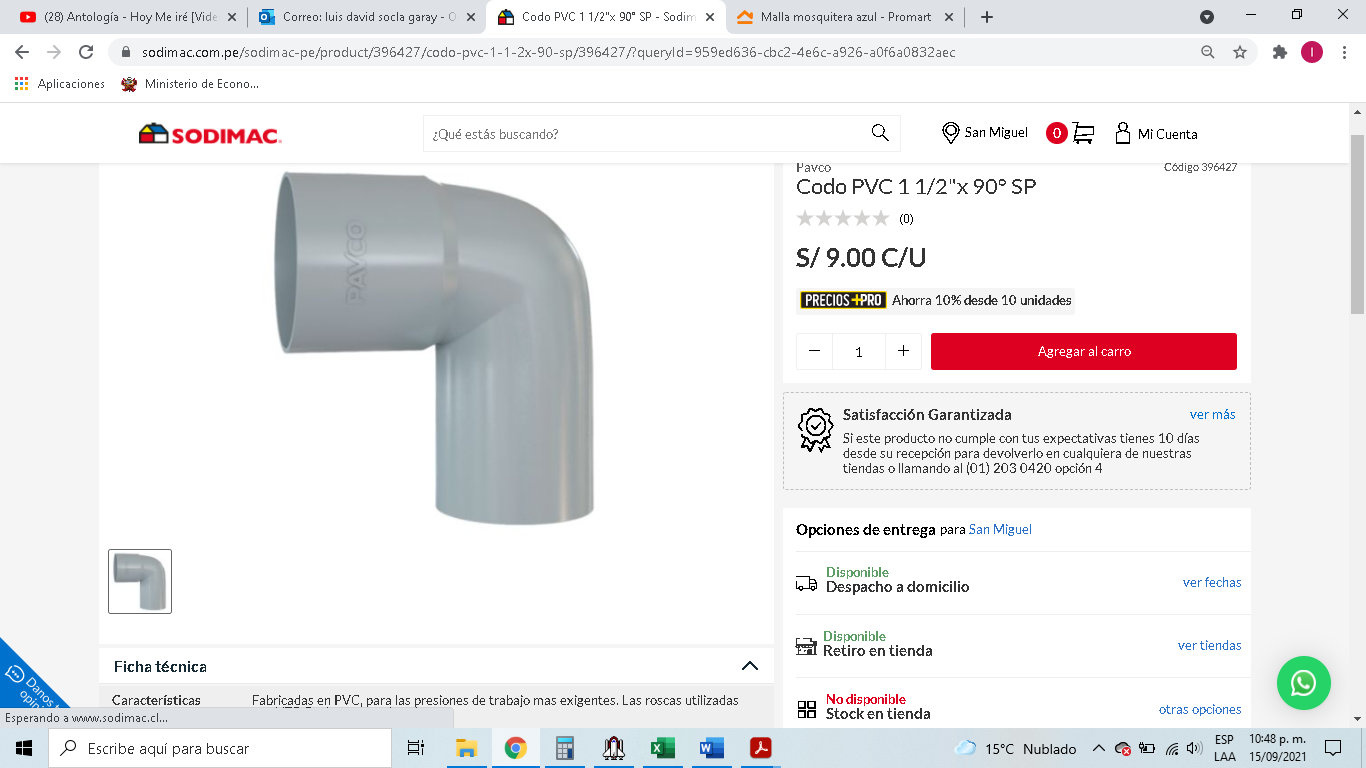 (28) Antología - Hoy Me iré [Vide
Correo: luis david socla garay - O
Codo PVC 1 1/2"x 90° SP - Sodim
Malla mosquitera azul - Promart
sodimac.com.pe/sodimac-pe/product/396427/codo-pvc-1-1-2x-90-sp/396427/?queryId=959ed636-cbc2-4e6c-a926-a0f6a0832aec
I
Aplicaciones
Ministerio de Econo...
SODIMAC
¿Qué estás buscando?
San Miguel
0
Mi Cuenta
Pavco
Código 396427
Codo PVC 1 1/2"x 90° SP
(0)
S/ 9.00 C/U
PRECIOS+PRO Ahorra 10% desde 10 unidades
1
Agregar al carro
PAVCO
Satisfacción Garantizada
ver más
Si este producto no cumple con tus expectativas tienes 10 días
desde su recepción para devolverlo en cualquiera de nuestras
tiendas o llamando al (01) 203 0420 opción 4
Opciones de entrega para San Miguel
Disponible
Despacho a domicilio
ver fechas
Disponible
Retiro en tienda
ver tiendas
No disponible
Stock en tienda
otras opciones
Ficha técnica
Características
Fabricadas en PVC, para las presiones de trabajo mas exigentes. Las roscas utilizadas
Danos
Esperando a www.sodimac.cl...
Escribe aquí para buscar
15°C Nublado
ESP
LAA
10:48 p. m.
15/09/2021